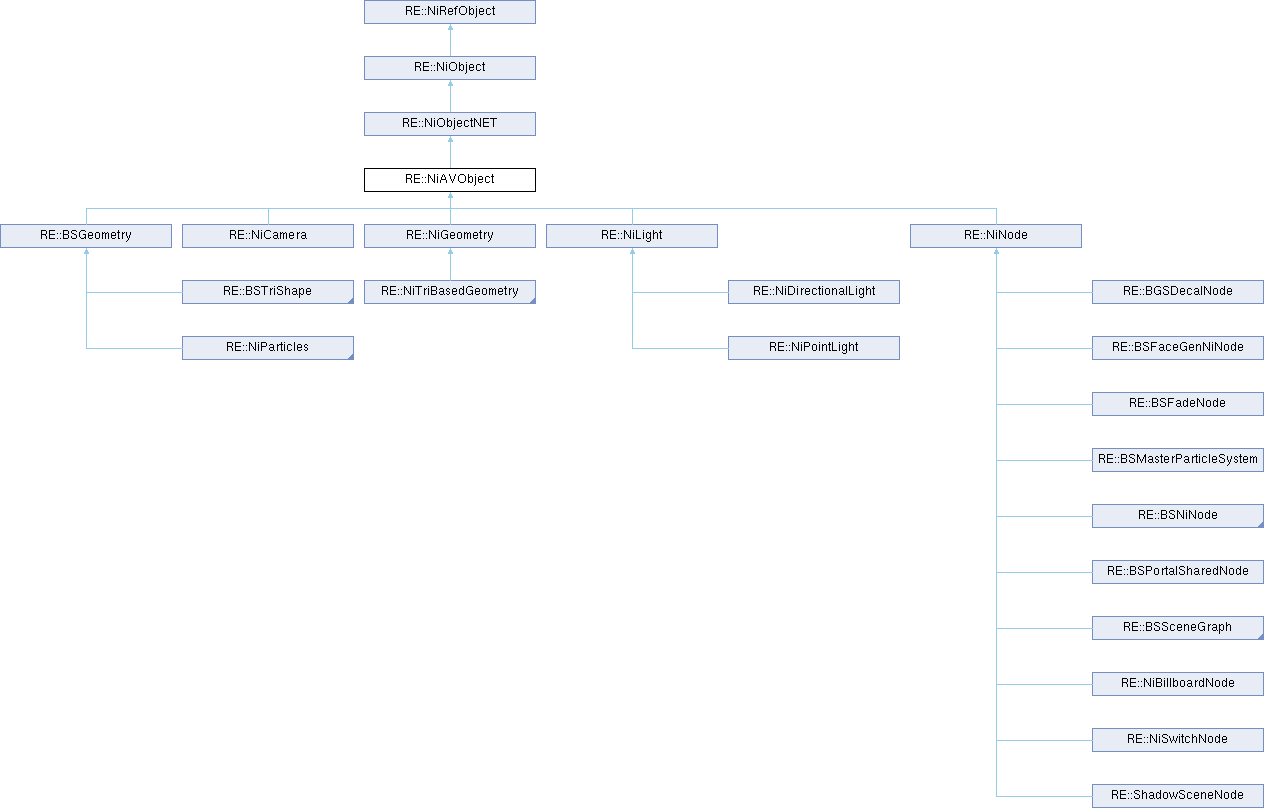 RE::NiRefObject
RE::NiObject
RE::NiObjectNET
RE::NiAVObject
RE::BSGeometry
RE::NiCamera
RE::NiGeometry
RE::NiLight
RE::NiNode
RE::BSTriShape
RE::NiTriBasedGeometry
RE::NiDirectionalLight
RE::BGSDecalNode
RE::NiParticles
RE::NiPointLight
RE::BSFaceGenNiNode
RE::BSFadeNode
RE::BSMasterParticleSystem
RE::BSNiNode
RE::BSPortalSharedNode
RE::BSSceneGraph
RE::NiBillboardNode
RE::NiSwitchNode
RE::ShadowSceneNode